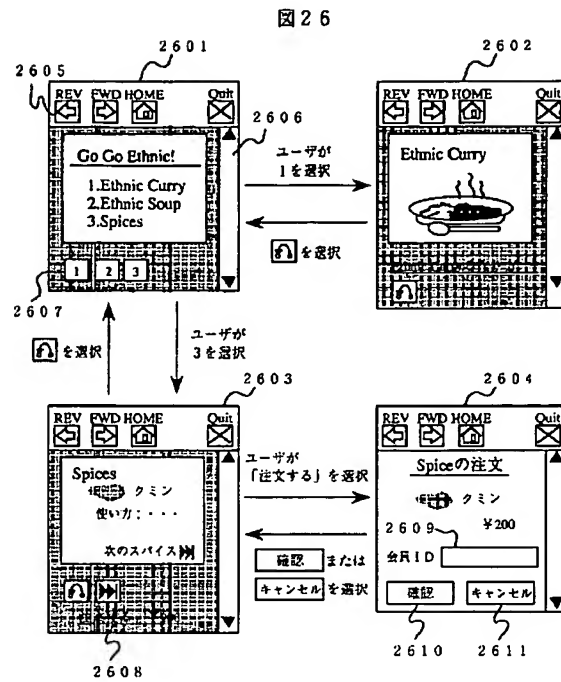 図26
2601
2602
2605
REV FWD HOME Quit
Go Go Ethnic!
1.Ethnic Curry
2.Ethnic Soup
3.Spices
1 2 3
2606
2607
ユーザが
1を選択
を選択
REV FWD HOME Quit
Ethnic Curry
を選択
ユーザが
3を選択
2603
2604
REV FWD HOME Quit
Spices
クミン
使い方:・・・
次のスパイス
2608
ユーザが
「注文する」を選択
確認 または
キャンセル を選択
REV FWD HOME Quit
Spiceの注文
クミン
¥200
2609
会員ID
確認 キャンセル
2610 2611